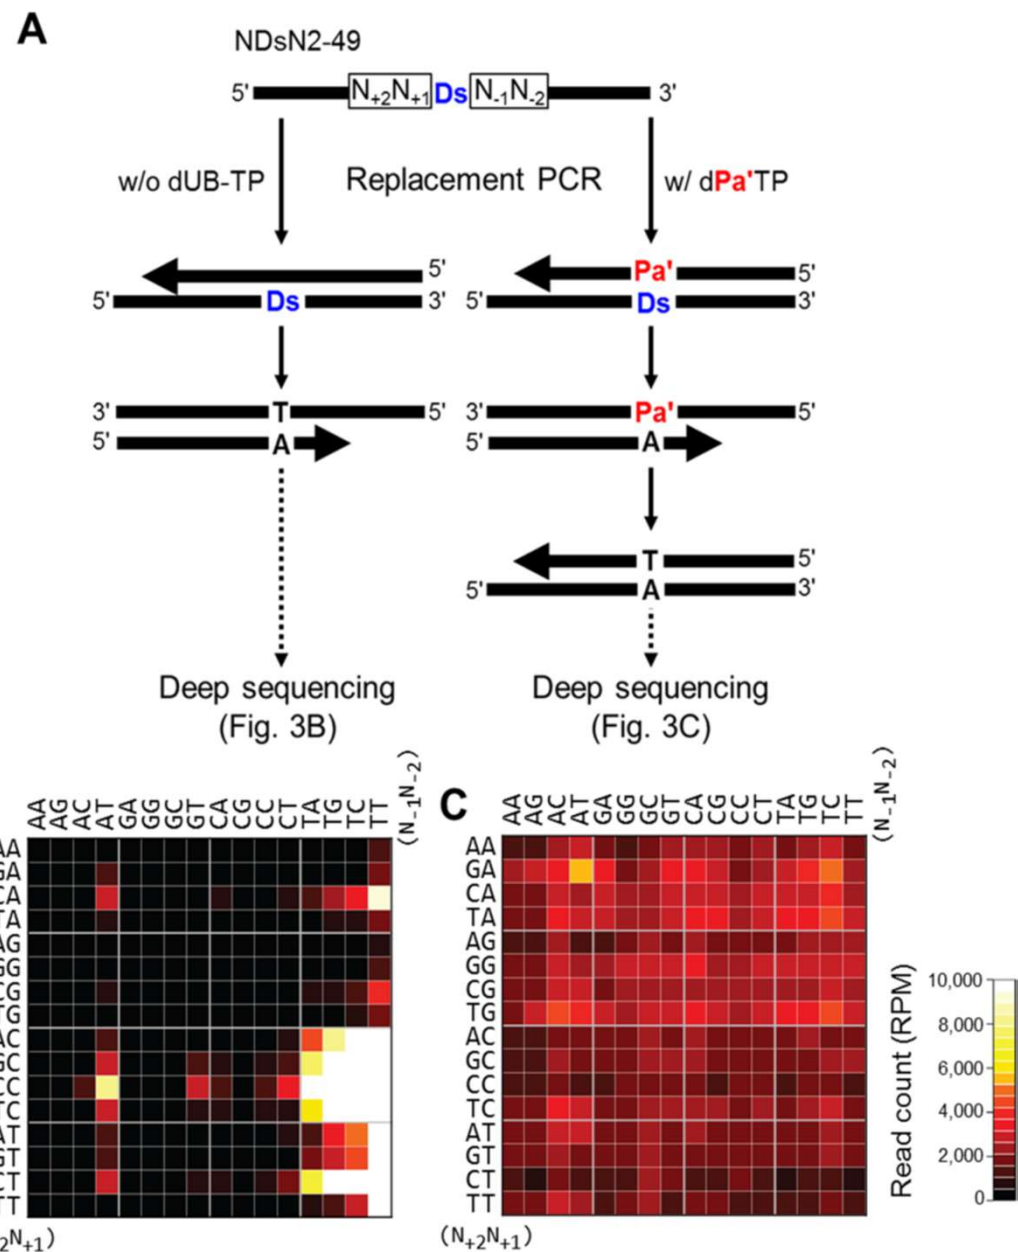 A
NDsN2-49
5' N+2N+1 Ds N-1N-2 3'
w/o dUB-TP Replacement PCR w/ dPa'TP
5' Pa' 5'
5' Ds 3' 5' Ds 3'
3' T 5' 3' Pa' 5'
5' A 5' A
T 5'
5' A 3'
Deep sequencing Deep sequencing
(Fig. 3B) (Fig. 3C)
AA AG AC AT GA GG GC GT CA CG CC CT TA TG TC TT (N-1N-2)
C
AA AG AC AT GA GG GC GT CA CG CC CT TA TG TC TT (N-1N-2)
AA AA
GA GA
CA CA
TA TA
AG AG
GG GG
CG CG
TG TG
AC AC
GC GC
CC CC
TC TC
AT AT
GT GT
CT CT
TT TT
2N+1) (N+2N+1)
Read count (RPM)
10,000
8,000
6,000
4,000
2,000
0